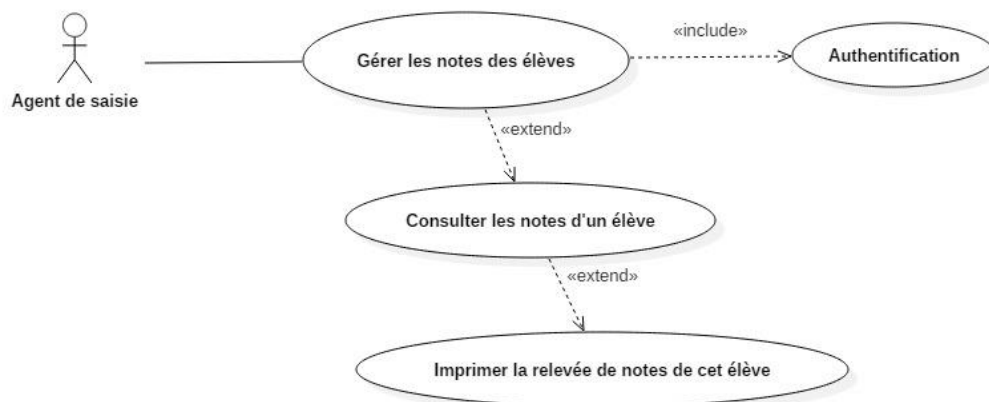 «include»
Gérer les notes des élèves
Authentification
Agent de saisie
«extend»
Consulter les notes d'un élève
«extend»
Imprimer la relevée de notes de cet élève